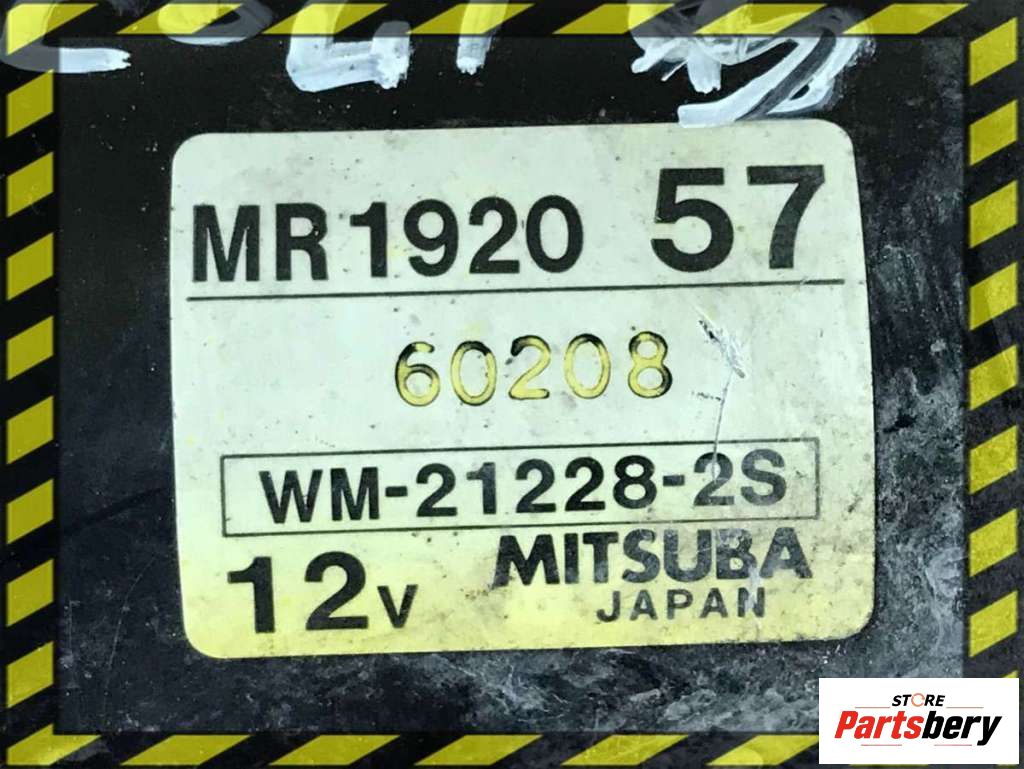 MR1920 57
60208
WM-21228-2S
12V MITSUBA
JAPAN
STORE
Partsbery